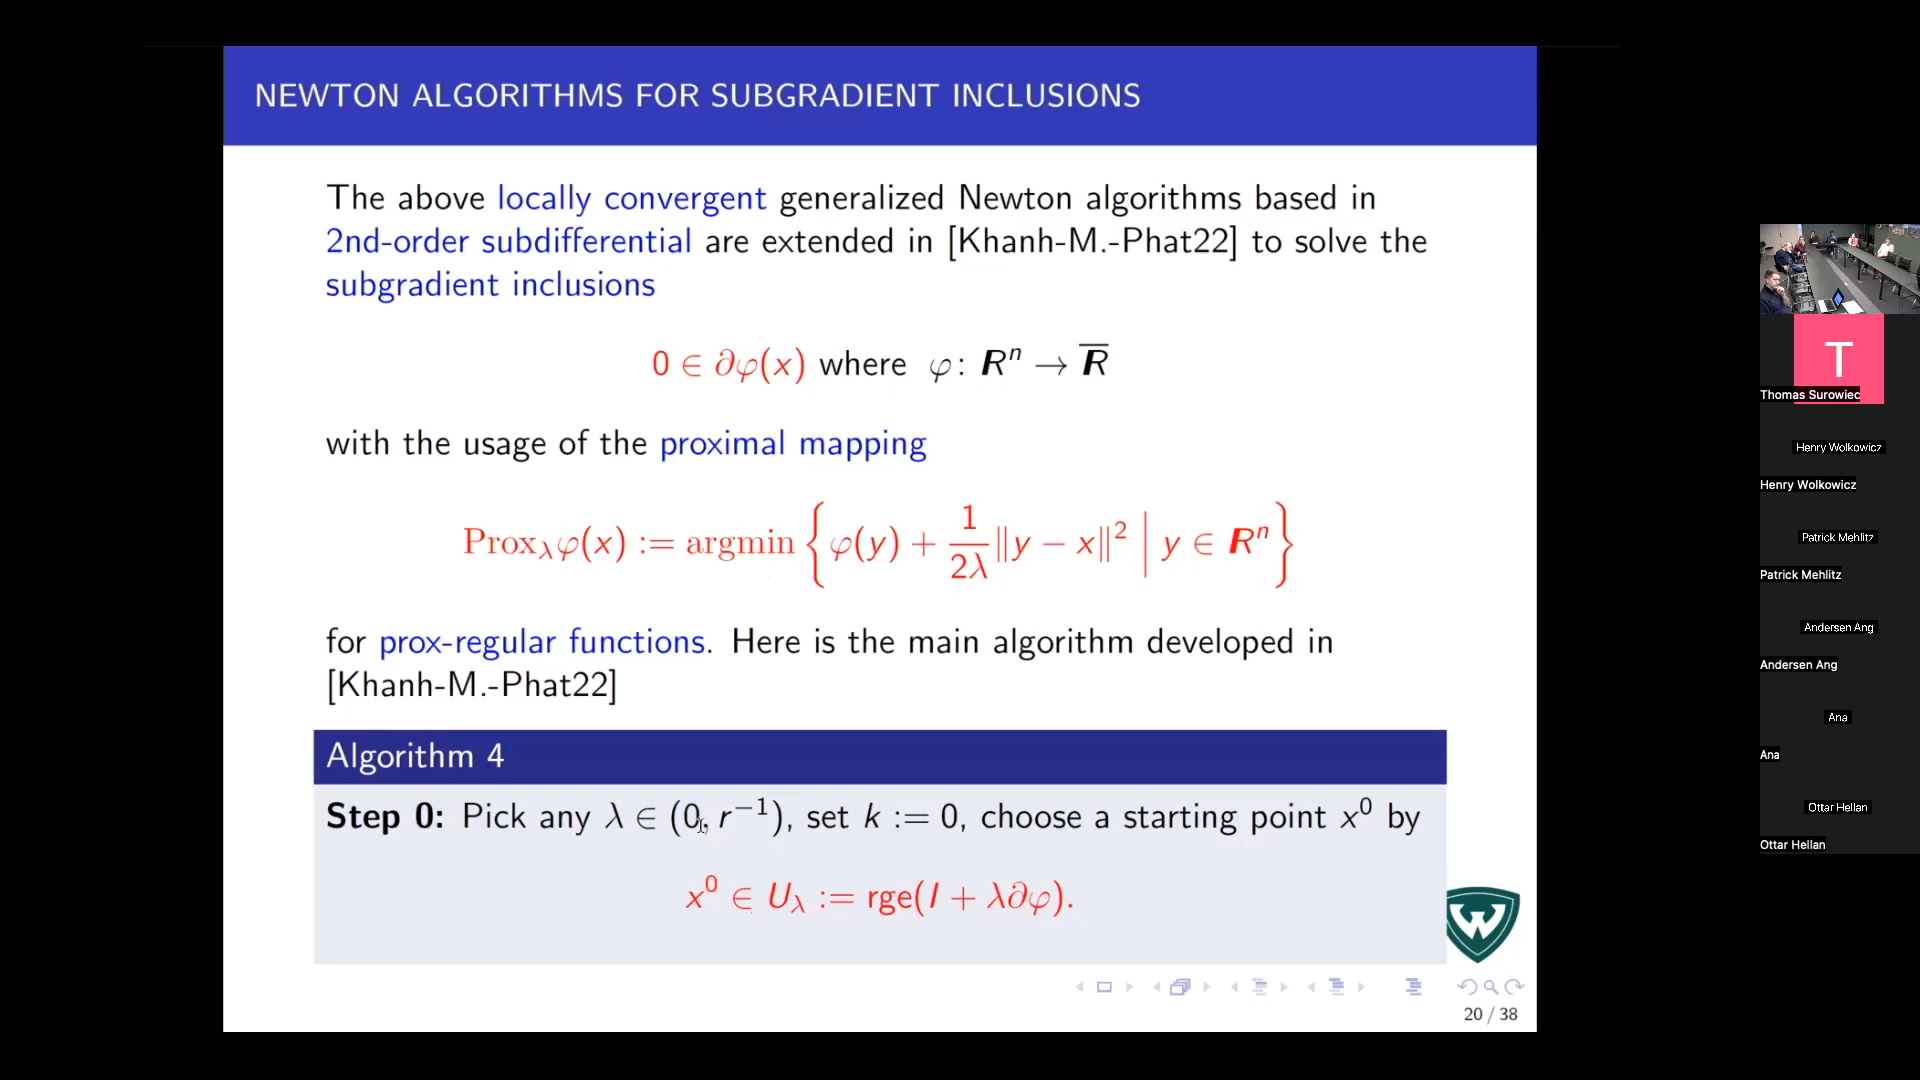 NEWTON ALGORITHMS FOR SUBGRADIENT INCLUSIONS
The above locally convergent generalized Newton algorithms based in
2nd-order subdifferential are extended in [Khanh-M.-Phat22] to solve the
subgradient inclusions
0 ∈ ∂φ(x) where φ: Rⁿ → R̅
with the usage of the proximal mapping
Prox_λφ(x) := argmin { φ(y) + 1/2λ ‖y − x‖² | y ∈ Rⁿ }
for prox-regular functions. Here is the main algorithm developed in
[Khanh-M.-Phat22]
Algorithm 4
Step 0: Pick any λ ∈ (0, r⁻¹), set k := 0, choose a starting point x⁰ by
x⁰ ∈ U_λ := rge(I + λ∂φ).
W
20 / 38
T
Thomas Surowiec
Henry Wolkowicz
Henry Wolkowicz
Patrick Mehlitz
Patrick Mehlitz
Andersen Ang
Andersen Ang
Ana
Ana
Ottar Hellan
Ottar Hellan